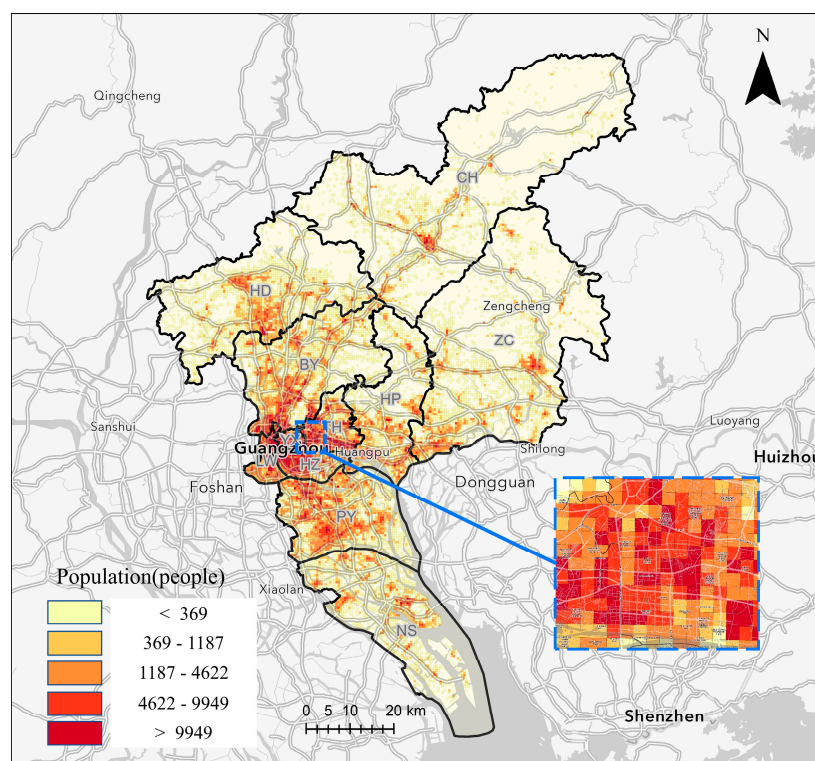 N
Qingcheng
CH
HD
Zengcheng
ZC
BY
HP
Sanshui
TH
Luoyang
Guangzhou
Huangpu
Shilong
LW
HZ
Huizhou
Foshan
Dongguan
PY
Population(people)
Xiaolan
< 369
369 - 1187
NS
1187 - 4622
4622 - 9949
0 5 10 20 km
Shenzhen
> 9949